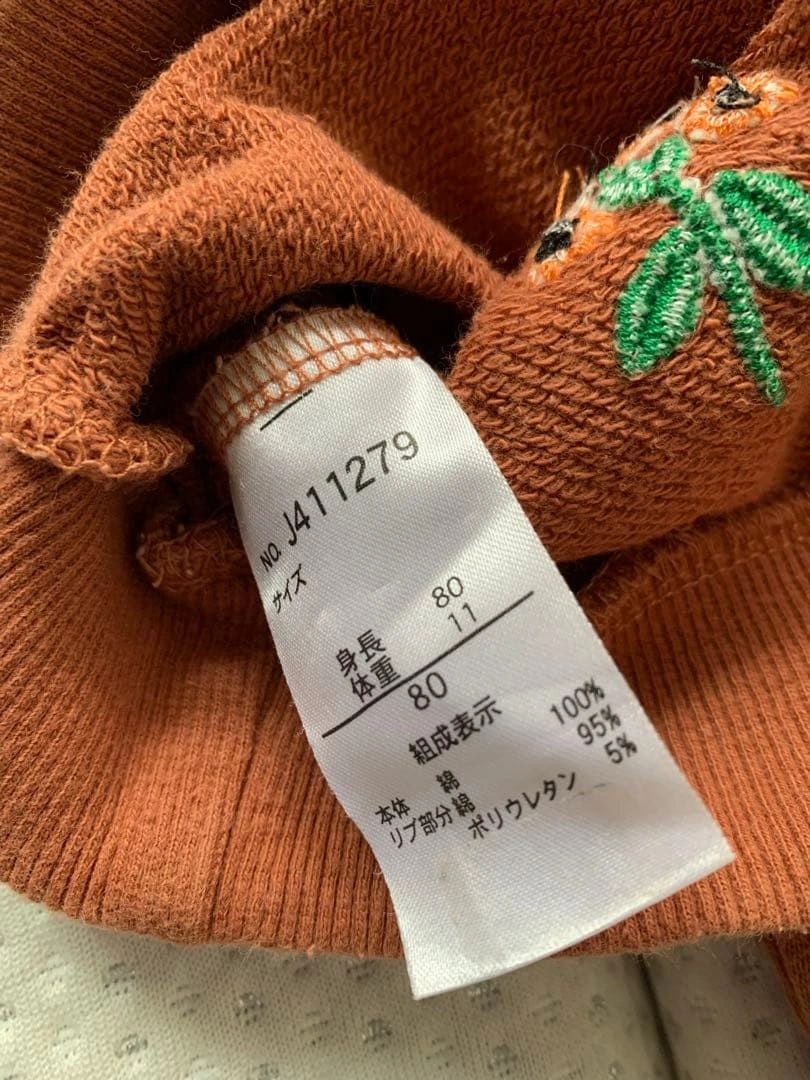 NO. J411279
サイズ
身長 80
体重 11
80
組成表示
本体 綿 100%
リブ部分 綿 95%
ポリウレタン 5%